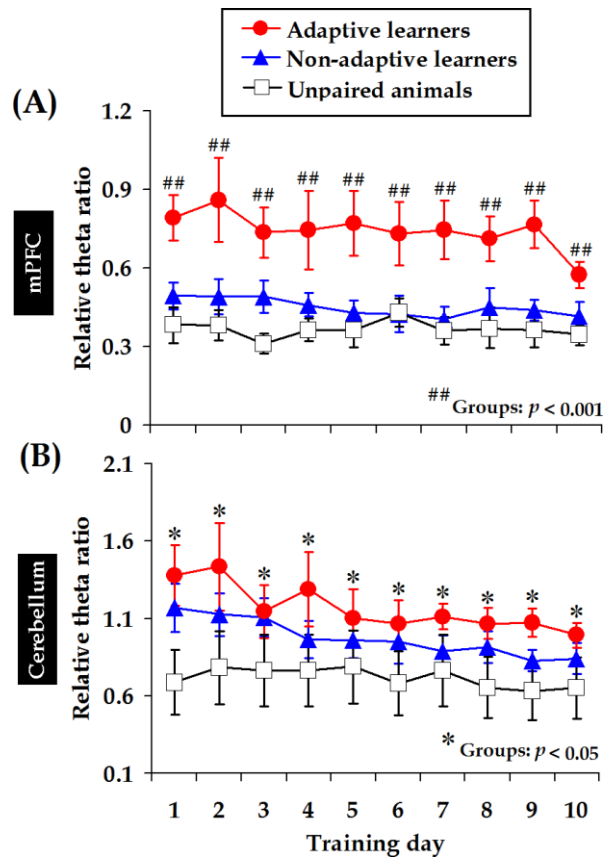 Adaptive learners
Non-adaptive learners
Unpaired animals
(A)
mPFC
Relative theta ratio
1.2
0.9
0.6
0.3
0
## ## ## ## ## ## ## ## ## ##
## Groups: p < 0.001
(B)
Cerebellum
Relative theta ratio
2.1
1.6
1.1
0.6
0.1
* * * * * * * * * *
* Groups: p < 0.05
1 2 3 4 5 6 7 8 9 10
Training day